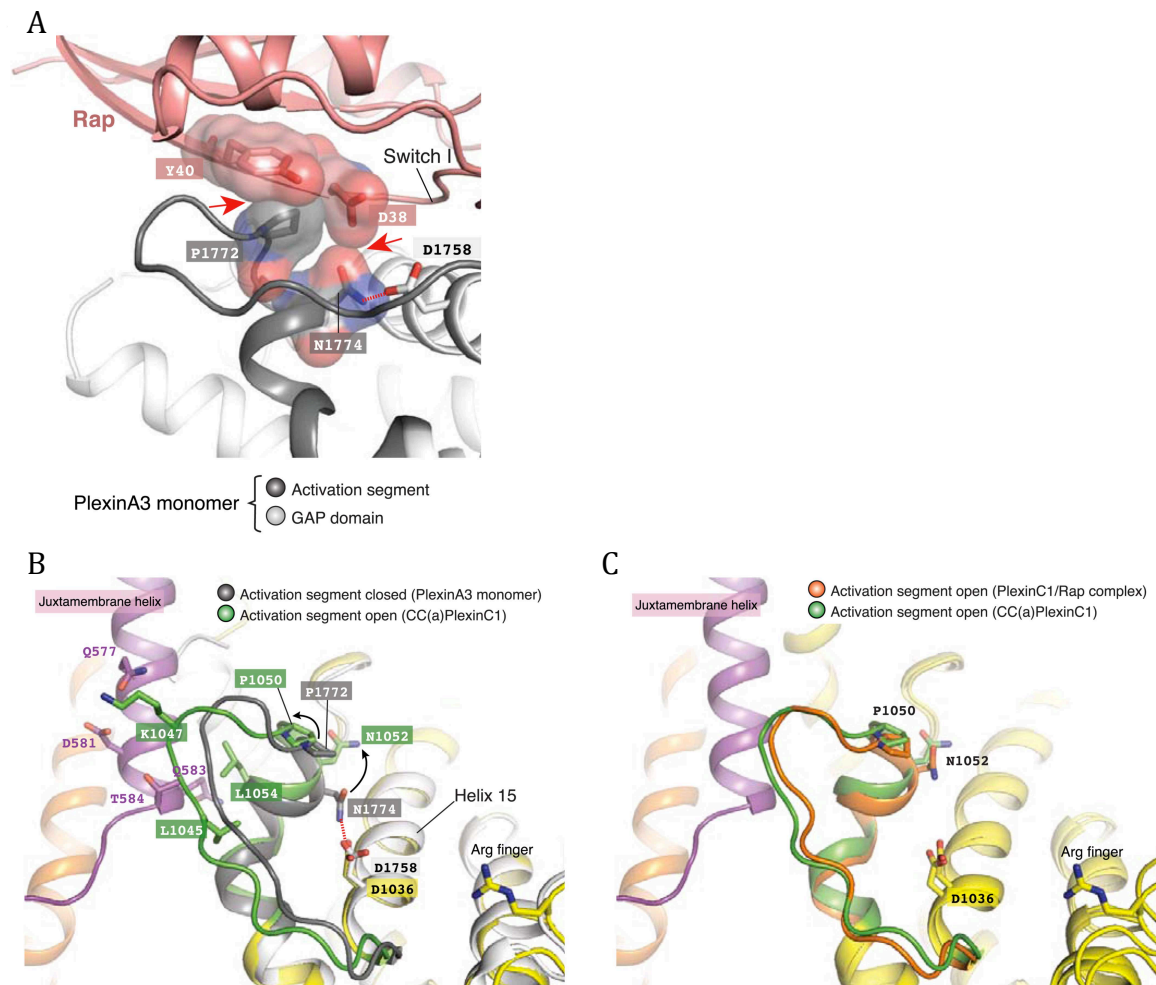 A
Rap
Y40
Switch I
D38
P1772
D1758
N1774
PlexinA3 monomer
Activation segment
GAP domain
B
Juxtamembrane helix
Activation segment closed (PlexinA3 monomer)
Activation segment open (CC(a)PlexinC1)
Q577
P1050
P1772
K1047
N1052
D581
Q583
L1054
T584
N1774
Helix 15
L1045
D1758
D1036
Arg finger
C
Juxtamembrane helix
Activation segment open (PlexinC1/Rap complex)
Activation segment open (CC(a)PlexinC1)
P1050
N1052
Arg finger
D1036